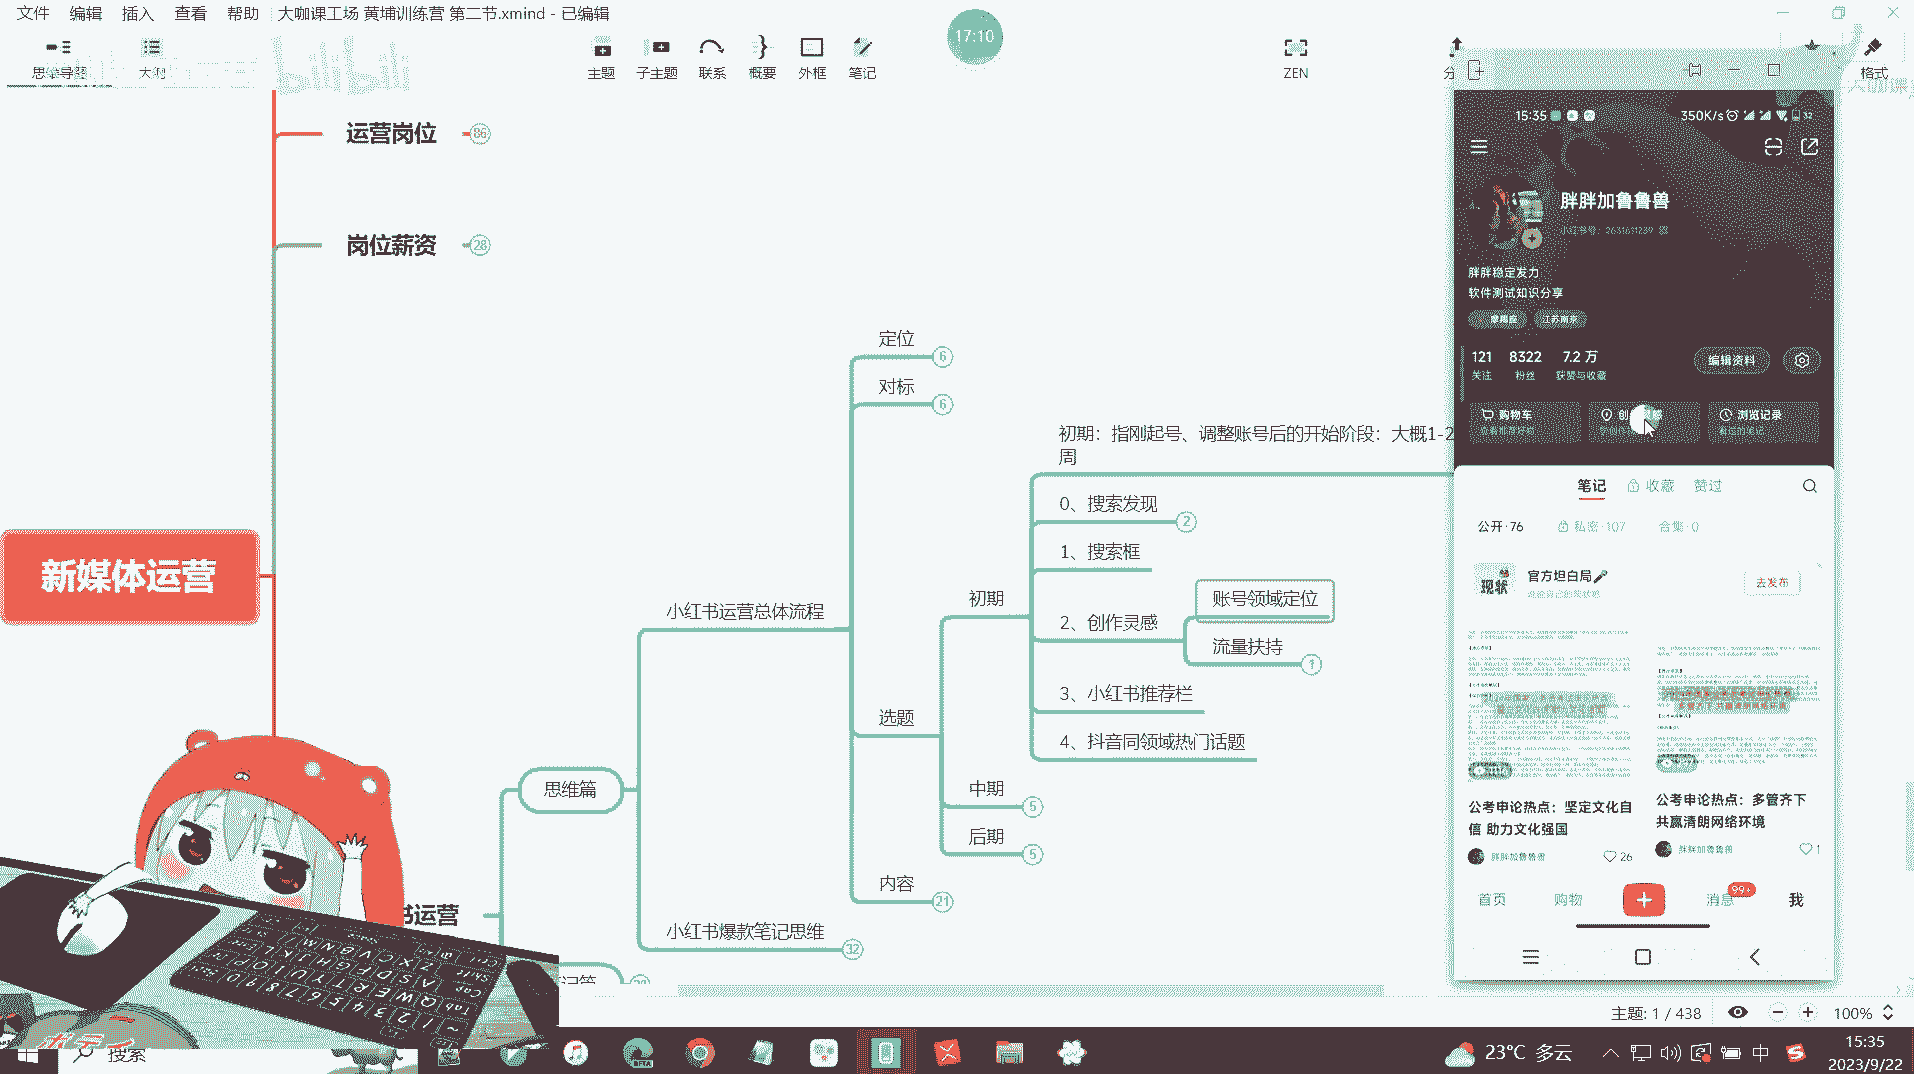 文件 编辑 插入 查看 帮助 大咖课工场 黄埔训练营 第二节.xmind - 已编辑
思维导图 大纲
bilibili
主题 子主题 联系 概要 外框 笔记
17:10
ZEN
格式
运营岗位 86
岗位薪资 28
新媒体运营
书运营
思维篇
小红书运营总体流程
小红书爆款笔记思维 32
定位 6
对标 6
选题
内容 21
初期
中期 5
后期 5
初期：指刚起号、调整账号后的开始阶段：大概1-2
周
0、搜索发现 2
1、搜索框
2、创作灵感
账号领域定位
流量扶持 1
3、小红书推荐栏
4、抖音同领域热门话题
15:35 350K/s 32
胖胖加鲁鲁兽
小红书号：2631611239
胖胖稳定发力
软件测试知识分享
摩羯座 江苏南京
121 8322 7.2 万
关注 粉丝 获赞与收藏
编辑资料
购物车 浏览记录
笔记 收藏 赞过
公开·76 私密·107 合集·0
现状
官方坦白局
去发布
公考申论热点：坚定文化自
信 助力文化强国
胖胖加鲁鲁兽 26
公考申论热点：多管齐下
共赢清朗网络环境
胖胖加鲁鲁兽 1
首页 购物 + 消息 99+ 我
主题: 1 / 438 100%
搜索
BETA
23°C 多云
中
15:35
2023/9/22